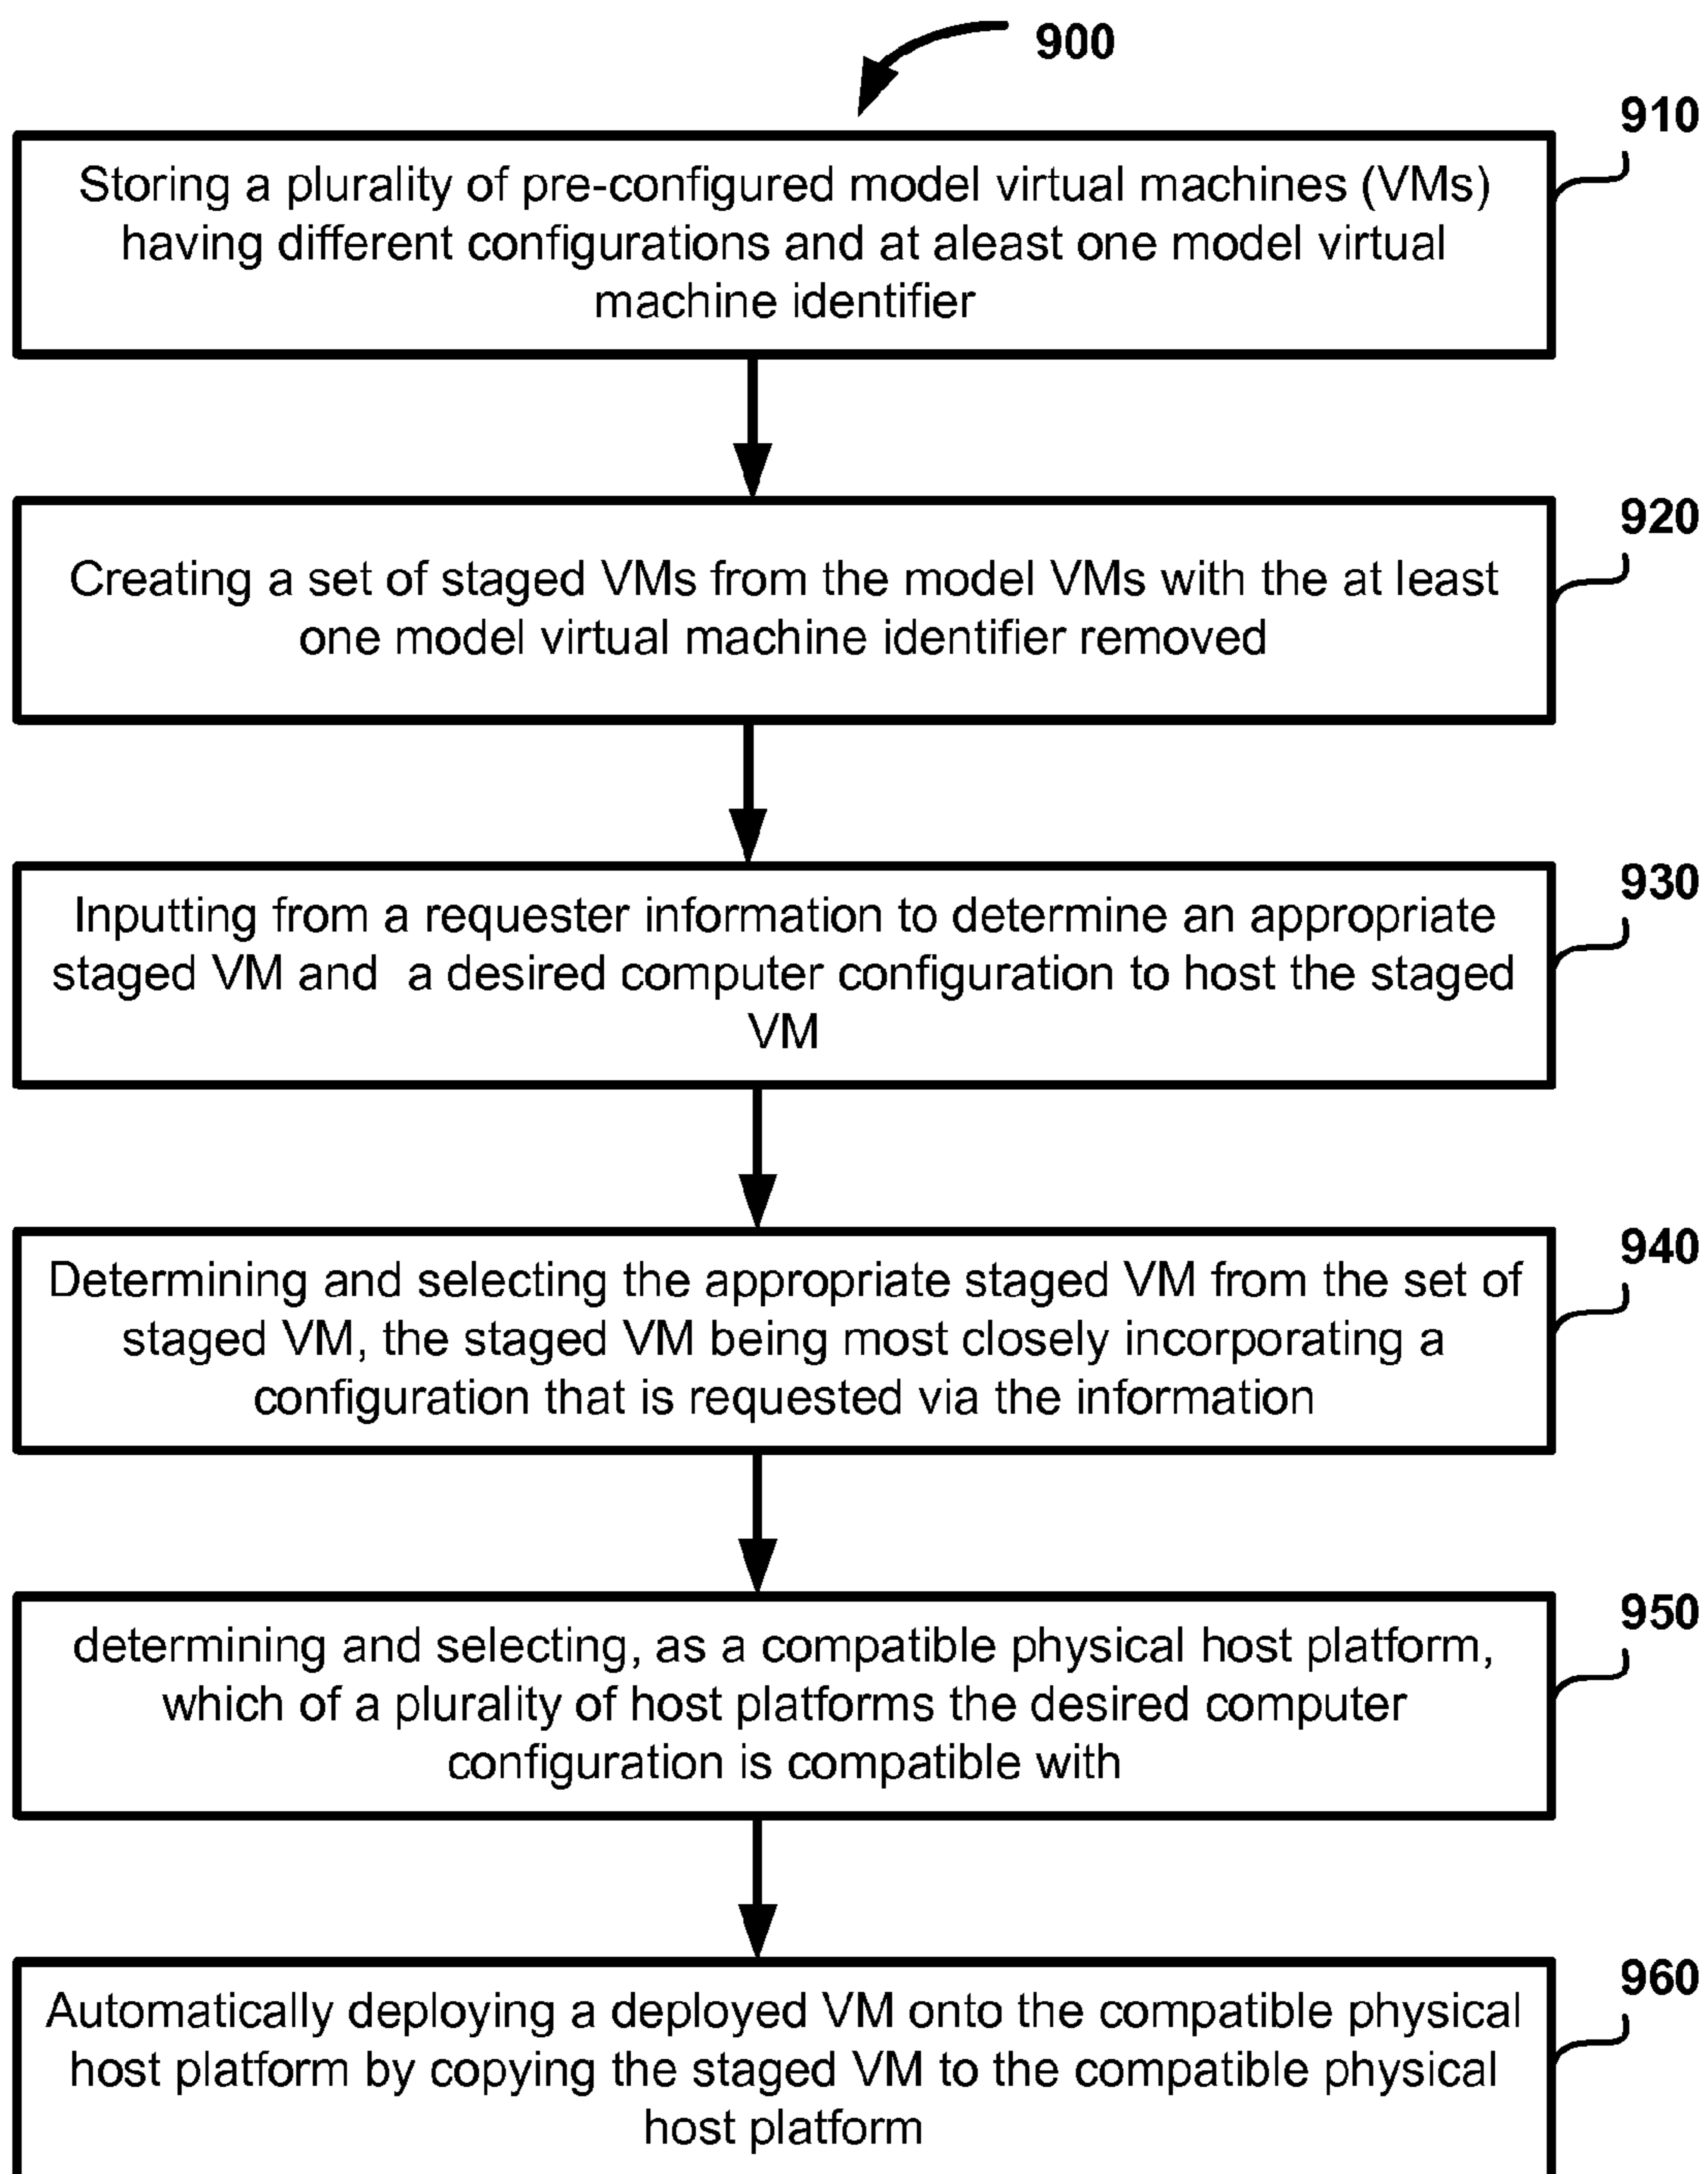 900
910
Storing a plurality of pre-configured model virtual machines (VMs)
having different configurations and at aleast one model virtual
machine identifier
920
Creating a set of staged VMs from the model VMs with the at least
one model virtual machine identifier removed
930
Inputting from a requester information to determine an appropriate
staged VM and  a desired computer configuration to host the staged
VM
940
Determining and selecting the appropriate staged VM from the set of
staged VM, the staged VM being most closely incorporating a
configuration that is requested via the information
950
determining and selecting, as a compatible physical host platform,
which of a plurality of host platforms the desired computer
configuration is compatible with
960
Automatically deploying a deployed VM onto the compatible physical
host platform by copying the staged VM to the compatible physical
host platform